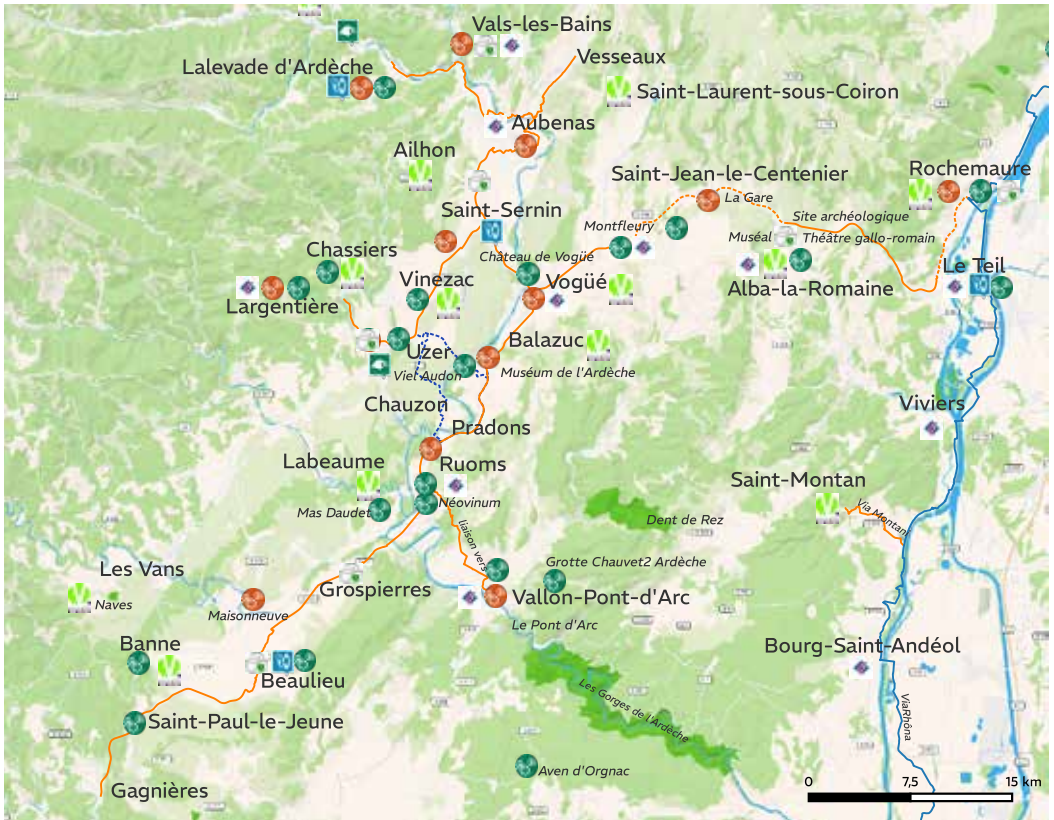 Vals-les-Bains
Vesseaux
Lalevade d'Ardèche
Saint-Laurent-sous-Coiron
Aubenas
Ailhon
Saint-Jean-le-Centenier
Rochemaure
La Gare
Saint-Sernin
Montfleury
Site archéologique
Muséal
Théâtre gallo-romain
Chassiers
Château de Vogüé
Le Teil
Vinezac
Vogüé
Alba-la-Romaine
Largentière
Balazuc
Uzer
Viel Audon
Muséum de l'Ardèche
Chauzon
Viviers
Pradons
Labeaume
Ruoms
Saint-Montan
Néovinum
Mas Daudet
Via Montana
Dent de Rez
liaison vers
Grotte Chauvet2 Ardèche
Les Vans
Grospierres
Vallon-Pont-d'Arc
Naves
Maisonneuve
Le Pont d'Arc
Banne
Bourg-Saint-Andéol
Beaulieu
Les Gorges de l'Ardèche
ViaRhôna
Saint-Paul-le-Jeune
Aven d'Orgnac
Gagnières
0 7,5 15 km